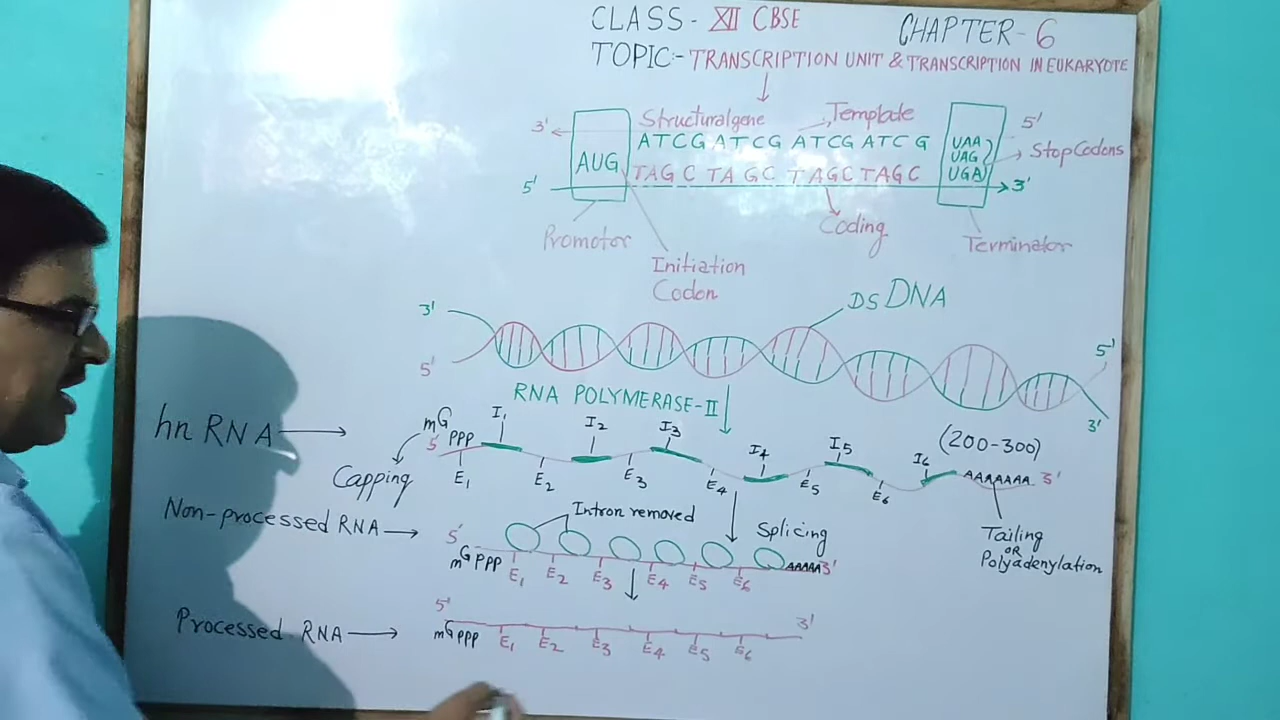 CLASS- XII CBSE CHAPTER-6
TOPIC:- TRANSCRIPTION UNIT & TRANSCRIPTION IN EUKARYOTE
3' Structural gene Template 5'
ATCG ATCG ATCG ATCG
AUG
UAA
UAG
UGA
Stop Codons
5' TAGC TAGC TAGC TAGC 3'
Promotor Coding Terminator
Initiation
Codon
DS DNA
3' 5'
5' 3'
RNA POLYMERASE-II
hn RNA
mG ppp I1 I2 I3 I4 I5 I6 (200-300)
5' AAAAAAA 3'
Capping E1 E2 E3 E4 E5 E6
Non-processed RNA Intron removed Splicing Tailing
OR
Polyadenylation
5' mG ppp AAAAA 3'
E1 E2 E3 E4 E5 E6
Processed RNA 5' 3'
mG ppp E1 E2 E3 E4 E5 E6